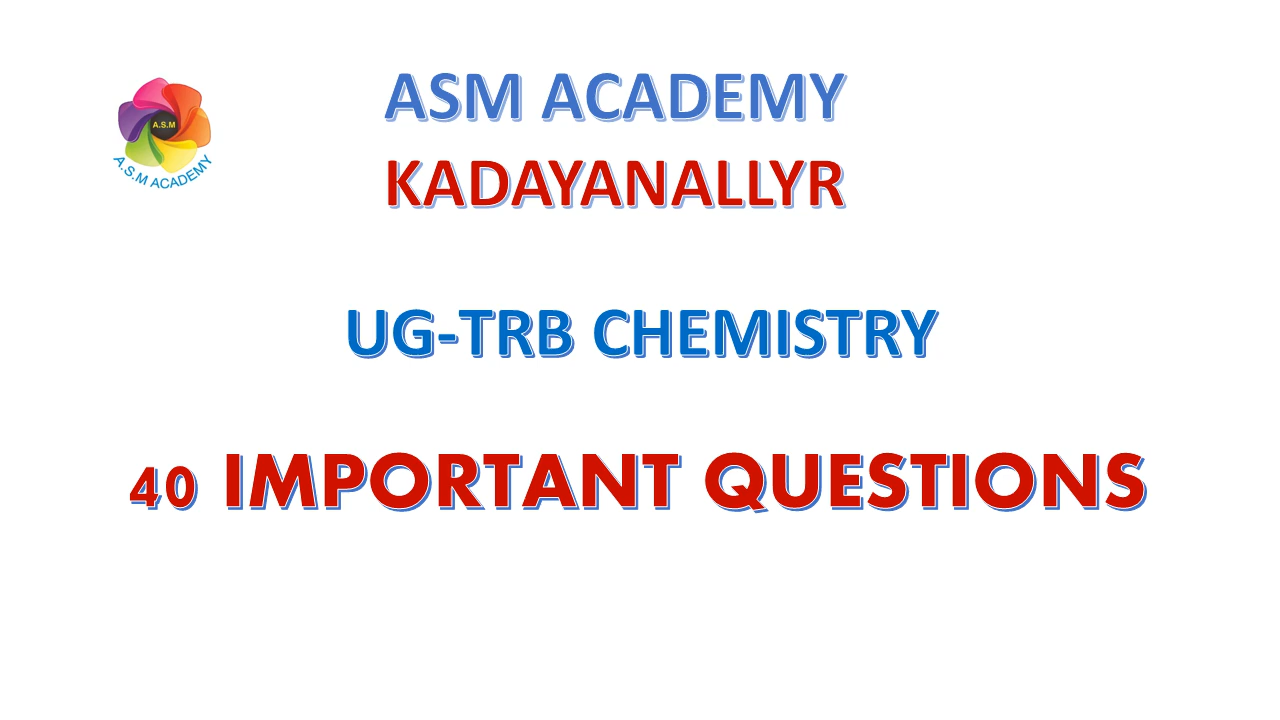 ASM ACADEMY
A.S.M
A.S.M ACADEMY
KADAYANALLYR
UG-TRB CHEMISTRY
40 IMPORTANT QUESTIONS